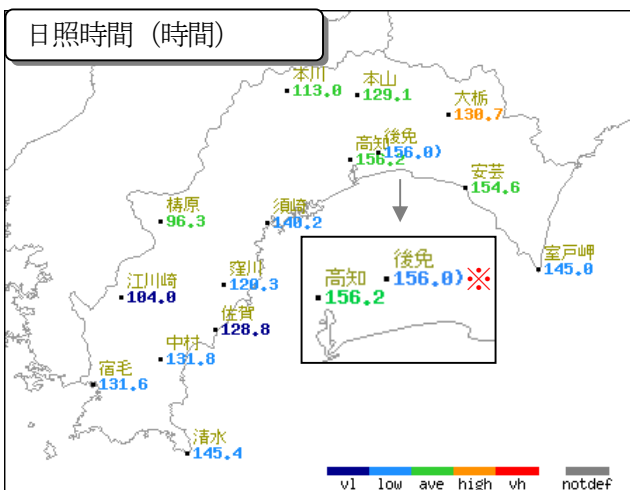 日照時間（時間）
本川
113.0
本山
129.1
大栃
130.7
高知
156.2
後免
156.0)
安芸
154.6
梼原
96.3
須崎
140.2
室戸岬
145.0
江川崎
104.0
窪川
120.3
佐賀
128.8
高知
156.2
後免
156.0)※
中村
131.8
宿毛
131.6
清水
145.4
vl low ave high vh notdef